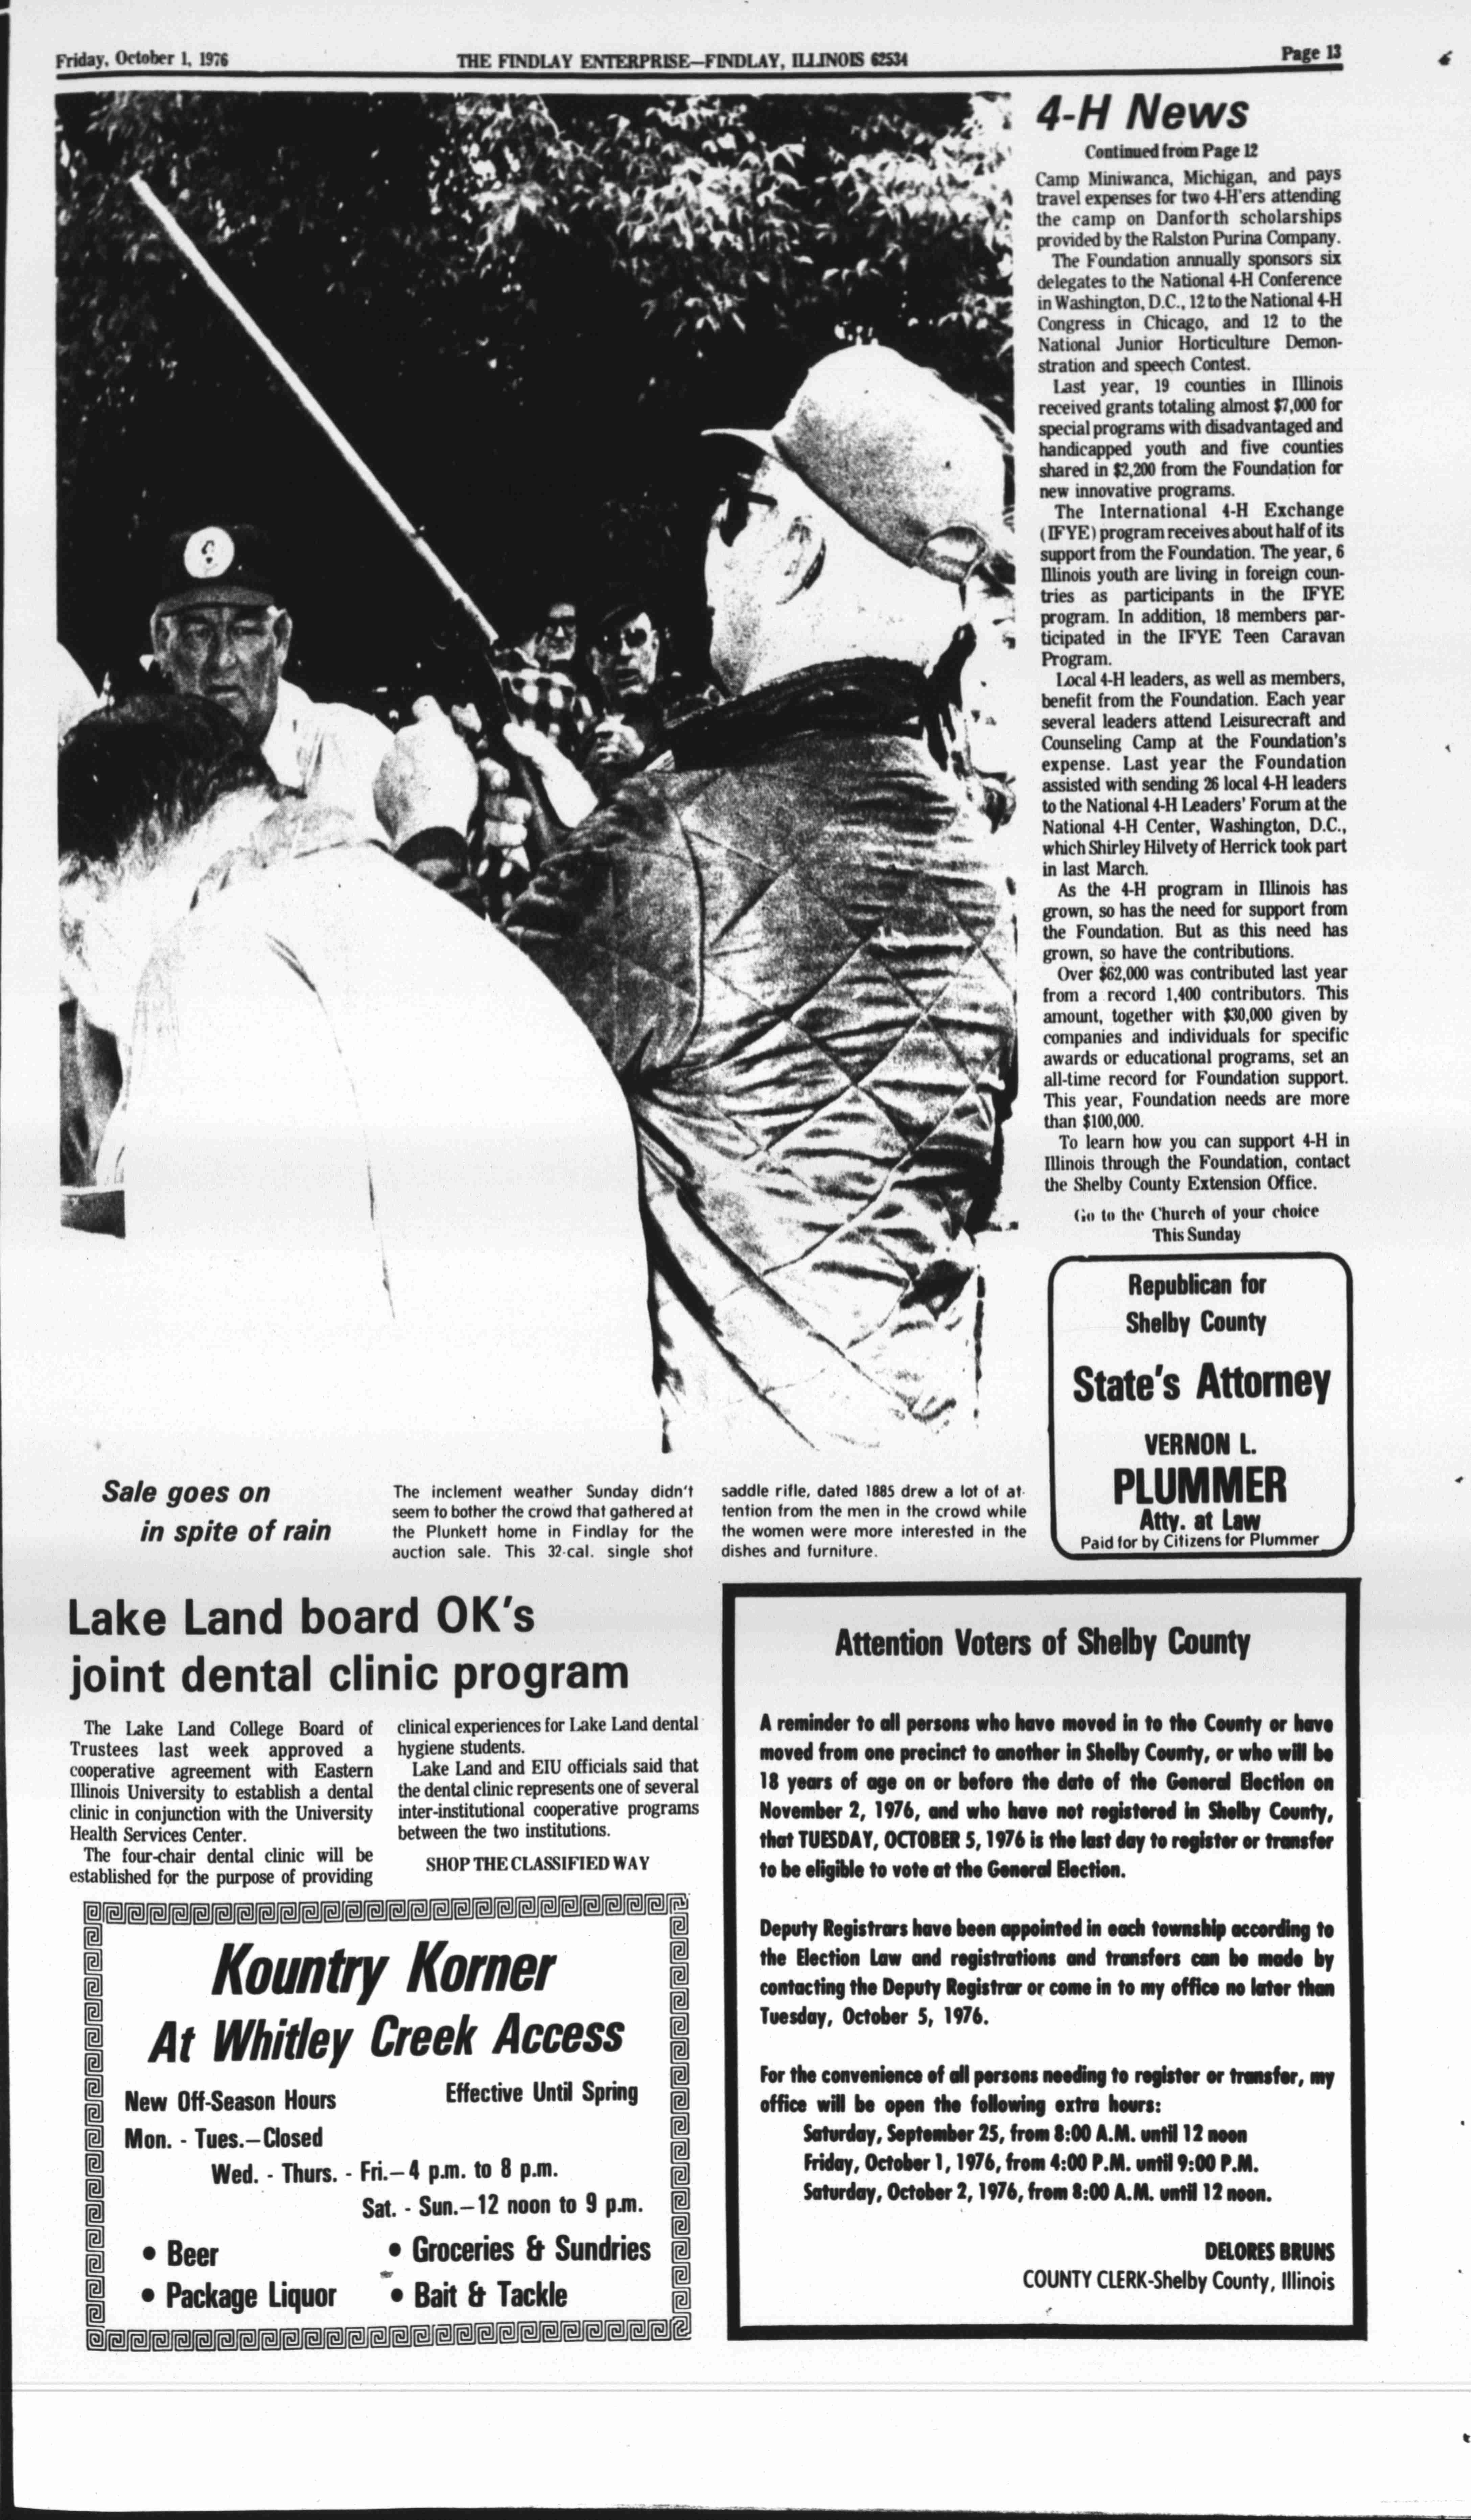 Friday, October 1, 1976
THE FINDLAY ENTERPRISE—FINDLAY, ILLINOIS 62534
Page 13
4-H News
Continued from Page 12
Camp Miniwanca, Michigan, and pays
travel expenses for two 4-H'ers attending
the camp on Danforth scholarships
provided by the Ralston Purina Company.
The Foundation annually sponsors six
delegates to the National 4-H Conference
in Washington, D.C., 12 to the National 4-H
Congress in Chicago, and 12 to the
National Junior Horticulture Demon-
stration and speech Contest.
Last year, 19 counties in Illinois
received grants totaling almost $7,000 for
special programs with disadvantaged and
handicapped youth and five counties
shared in $2,200 from the Foundation for
new innovative programs.
The International 4-H Exchange
(IFYE) program receives about half of its
support from the Foundation. The year, 6
Illinois youth are living in foreign coun-
tries as participants in the IFYE
program. In addition, 18 members par-
ticipated in the IFYE Teen Caravan
Program.
Local 4-H leaders, as well as members,
benefit from the Foundation. Each year
several leaders attend Leisurecraft and
Counseling Camp at the Foundation's
expense. Last year the Foundation
assisted with sending 26 local 4-H leaders
to the National 4-H Leaders' Forum at the
National 4-H Center, Washington, D.C.,
which Shirley Hilvety of Herrick took part
in last March.
As the 4-H program in Illinois has
grown, so has the need for support from
the Foundation. But as this need has
grown, so have the contributions.
Over $62,000 was contributed last year
from a record 1,400 contributors. This
amount, together with $30,000 given by
companies and individuals for specific
awards or educational programs, set an
all-time record for Foundation support.
This year, Foundation needs are more
than $100,000.
To learn how you can support 4-H in
Illinois through the Foundation, contact
the Shelby County Extension Office.
Go to the Church of your choice
This Sunday
Republican for
Shelby County
State's Attorney
VERNON L.
PLUMMER
Atty. at Law
Paid for by Citizens for Plummer
Sale goes on
in spite of rain
The inclement weather Sunday didn't
seem to bother the crowd that gathered at
the Plunkett home in Findlay for the
auction sale. This 32-cal. single shot
saddle rifle, dated 1885 drew a lot of at-
tention from the men in the crowd while
the women were more interested in the
dishes and furniture.
Lake Land board OK's
joint dental clinic program
The Lake Land College Board of
Trustees last week approved a
cooperative agreement with Eastern
Illinois University to establish a dental
clinic in conjunction with the University
Health Services Center.
The four-chair dental clinic will be
established for the purpose of providing
clinical experiences for Lake Land dental
hygiene students.
Lake Land and EIU officials said that
the dental clinic represents one of several
inter-institutional cooperative programs
between the two institutions.
SHOP THE CLASSIFIED WAY
Kountry Korner
At Whitley Creek Access
New Off-Season Hours
Effective Until Spring
Mon. - Tues.—Closed
Wed. - Thurs. - Fri.—4 p.m. to 8 p.m.
Sat. - Sun.—12 noon to 9 p.m.
• Beer
• Groceries & Sundries
• Package Liquor
• Bait & Tackle
Attention Voters of Shelby County
A reminder to all persons who have moved in to the County or have
moved from one precinct to another in Shelby County, or who will be
18 years of age on or before the date of the General Election on
November 2, 1976, and who have not registered in Shelby County,
that TUESDAY, OCTOBER 5, 1976 is the last day to register or transfer
to be eligible to vote at the General Election.
Deputy Registrars have been appointed in each township according to
the Election Law and registrations and transfers can be made by
contacting the Deputy Registrar or come in to my office no later than
Tuesday, October 5, 1976.
For the convenience of all persons needing to register or transfer, my
office will be open the following extra hours:
Saturday, September 25, from 8:00 A.M. until 12 noon
Friday, October 1, 1976, from 4:00 P.M. until 9:00 P.M.
Saturday, October 2, 1976, from 8:00 A.M. until 12 noon.
DELORES BRUNS
COUNTY CLERK-Shelby County, Illinois